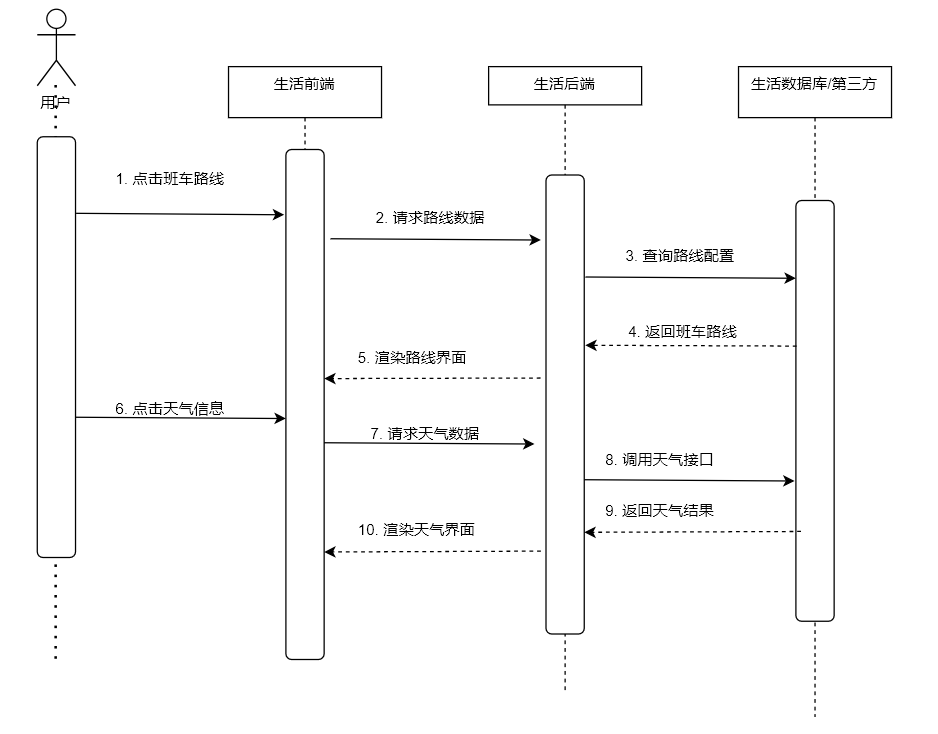 用户
生活前端
生活后端
生活数据库/第三方
1. 点击班车路线
2. 请求路线数据
3. 查询路线配置
4. 返回班车路线
5. 渲染路线界面
6. 点击天气信息
7. 请求天气数据
8. 调用天气接口
9. 返回天气结果
10. 渲染天气界面